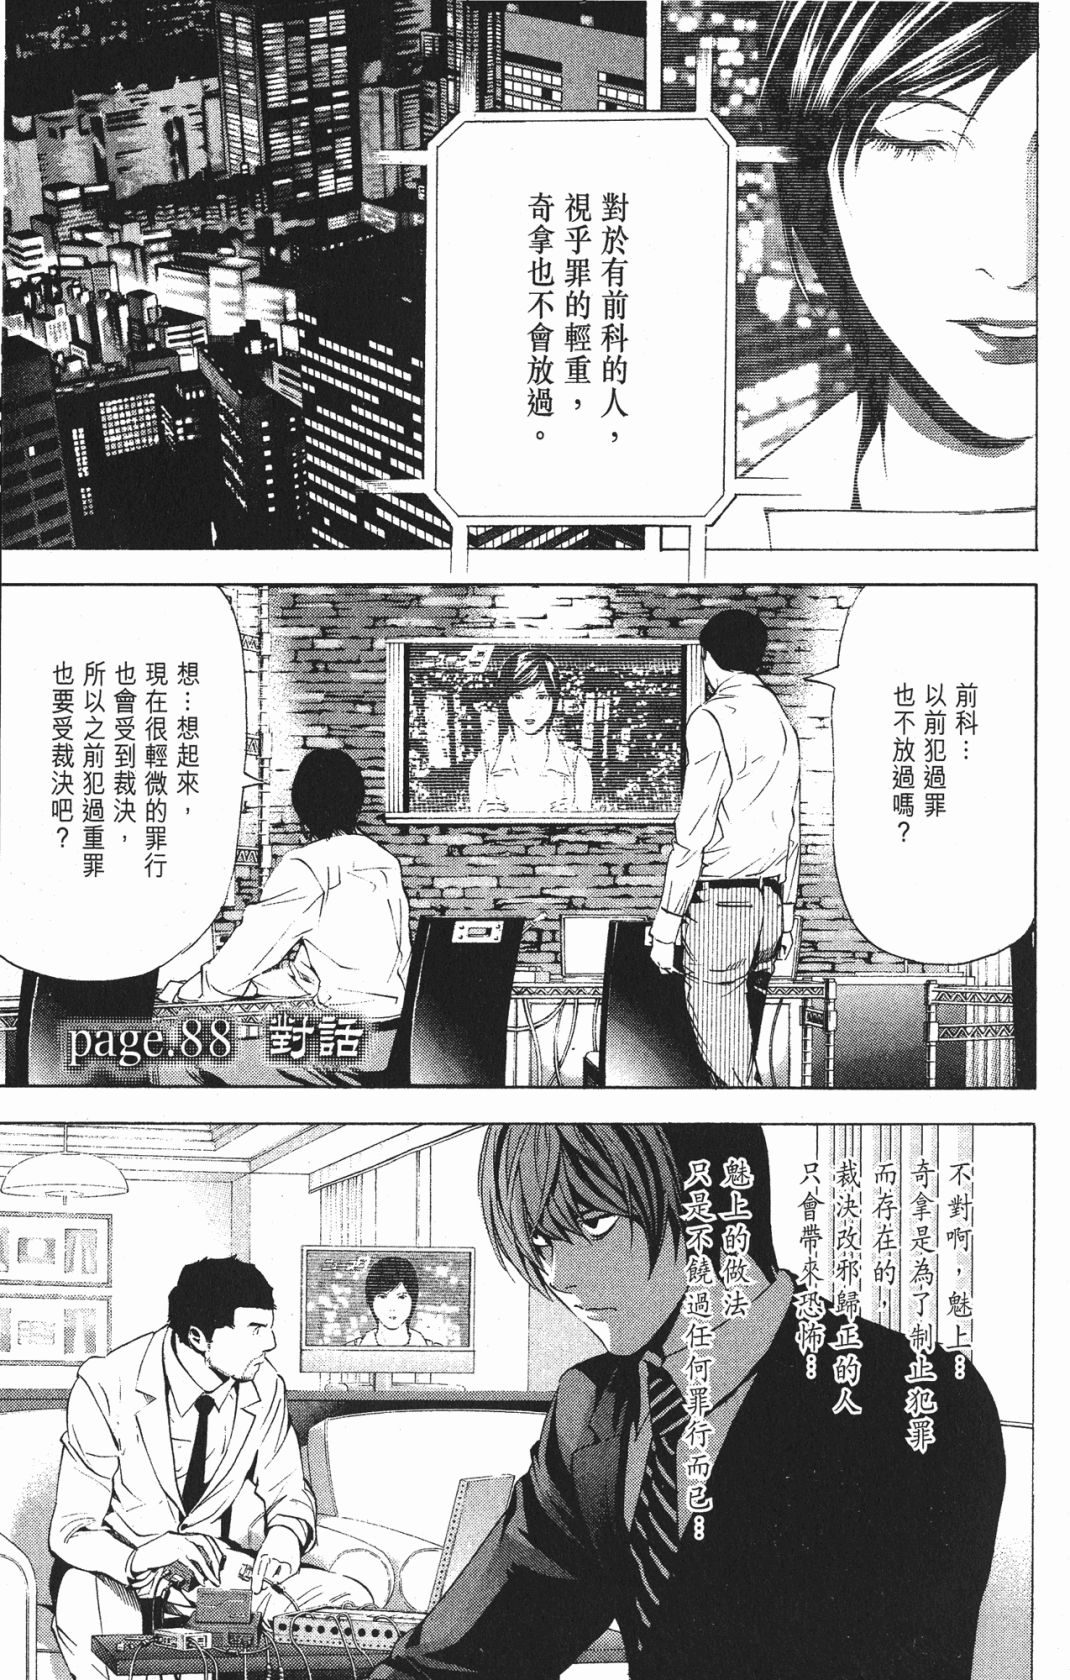 對於有前科的人，
視乎罪的輕重，
奇拿也不會放過。
前科…
以前犯過罪
也不放過嗎？
想…想起來，
現在很輕微的罪行
也會受到裁決，
所以之前犯過重罪
也要受裁決吧？
page.88 對話
不對啊，魅上…
奇拿是為了制止犯罪
而存在的，
裁決改邪歸正的人
只會帶來恐怖…
魅上的做法
只是不饒過任何罪行而已…